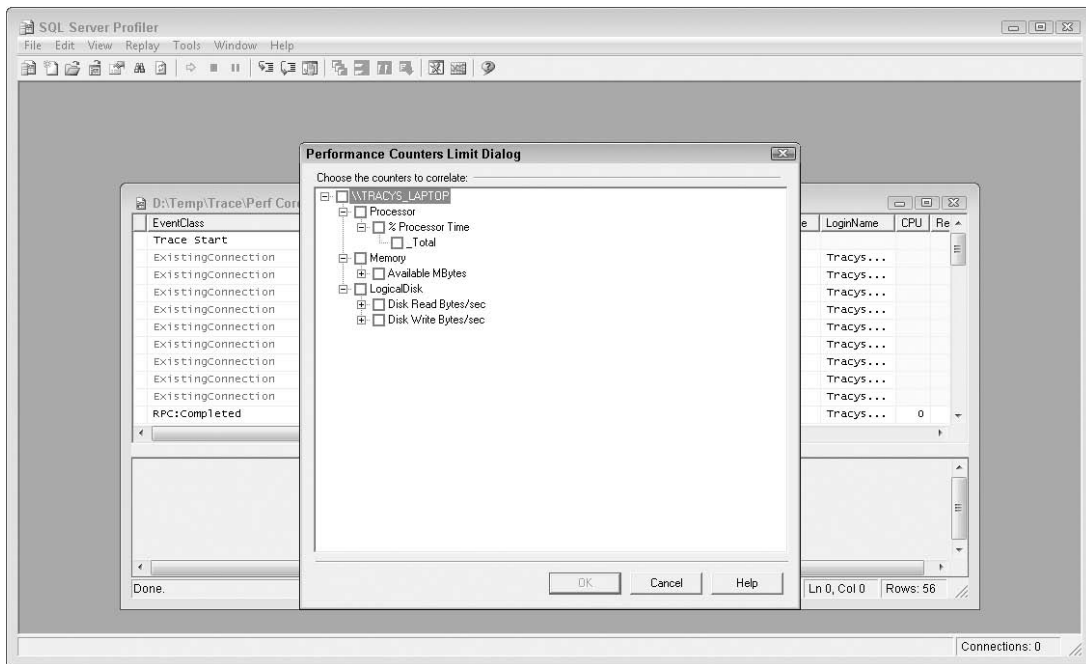 SQL Server Profiler
File Edit View Replay Tools Window Help
Performance Counters Limit Dialog
Choose the counters to correlate:
\\TRACYS_LAPTOP
Processor
% Processor Time
_Total
Memory
Available MBytes
LogicalDisk
Disk Read Bytes/sec
Disk Write Bytes/sec
OK Cancel Help
D:\Temp\Trace\Perf Cor
EventClass e LoginName CPU Re
Trace Start
ExistingConnection Tracys...
ExistingConnection Tracys...
ExistingConnection Tracys...
ExistingConnection Tracys...
ExistingConnection Tracys...
ExistingConnection Tracys...
ExistingConnection Tracys...
ExistingConnection Tracys...
ExistingConnection Tracys...
RPC:Completed Tracys... 0
Done. Ln 0, Col 0 Rows: 56
Connections: 0